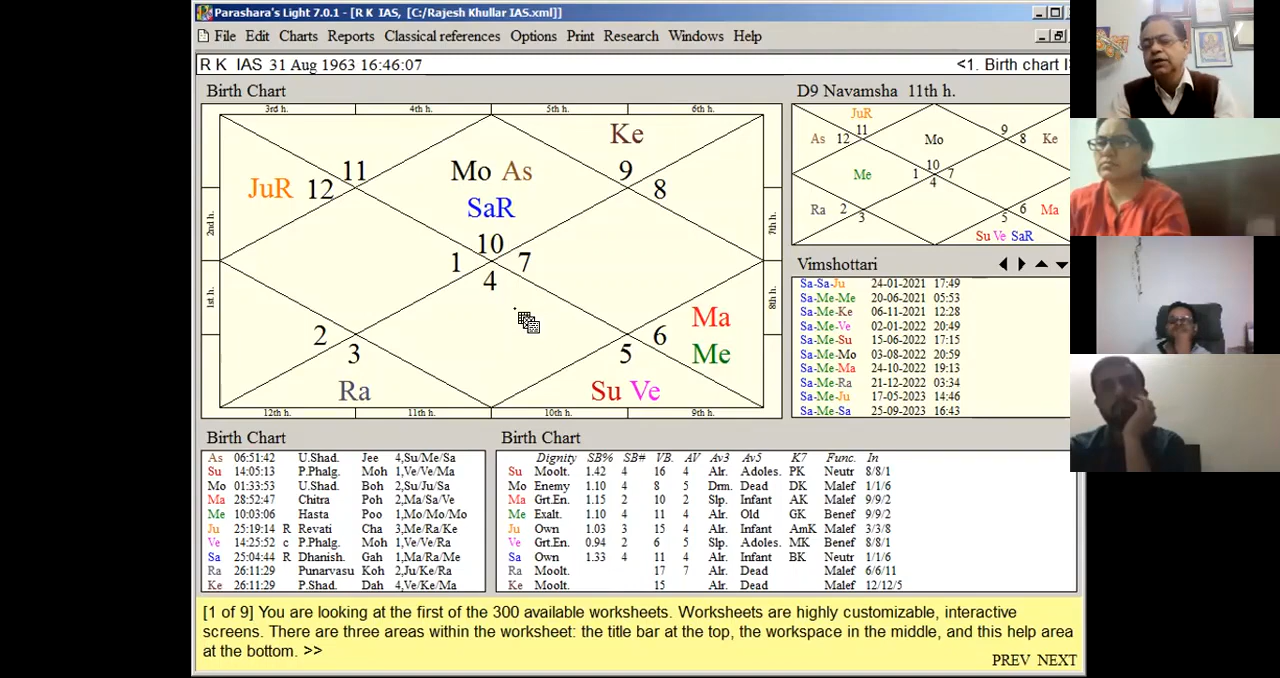 Parashara's Light 7.0.1 - [R K IAS, [C:/Rajesh Khullar IAS.xml]]
File Edit Charts Reports Classical references Options Print Research Windows Help
R K IAS 31 Aug 1963 16:46:07 <1. Birth chart I
Birth Chart
3rd h. 4th h. 5th h. 6th h.
2nd h. 7th h.
1st h. 8th h.
12th h. 11th h. 10th h. 9th h.
Ke
11 Mo As 9
JuR 12 8
SaR
10
1 7
4
Ma
2 6
3 5 Me
Ra Su Ve
D9 Navamsha 11th h.
JuR
As 12 11 Mo 9 8 Ke
10
Me 1 7
4
Ra 2 3 5 6 Ma
Su Ve SaR
Vimshottari
Sa-Sa-Ju 24-01-2021 17:49
Sa-Me-Me 20-06-2021 05:53
Sa-Me-Ke 06-11-2021 12:28
Sa-Me-Ve 02-01-2022 20:49
Sa-Me-Su 15-06-2022 17:15
Sa-Me-Mo 03-08-2022 20:59
Sa-Me-Ma 24-10-2022 19:13
Sa-Me-Ra 21-12-2022 03:34
Sa-Me-Ju 17-05-2023 14:46
Sa-Me-Sa 25-09-2023 16:43
Birth Chart
As 06:51:42 U.Shad. Jee 4,Su/Me/Sa
Su 14:05:13 P.Phalg. Moh 1,Ve/Ve/Ma
Mo 01:33:53 U.Shad. Boh 2,Su/Ju/Sa
Ma 28:52:47 Chitra Poh 2,Ma/Sa/Ve
Me 10:03:06 Hasta Poo 1,Mo/Mo/Mo
Ju 25:19:14 R Revati Cha 3,Me/Ra/Ke
Ve 14:25:52 c P.Phalg. Moh 1,Ve/Ve/Ra
Sa 25:04:44 R Dhanish. Gah 1,Ma/Ra/Me
Ra 26:11:29 Punarvasu Koh 2,Ju/Ke/Ra
Ke 26:11:29 P.Shad. Dah 4,Ve/Ke/Ma
Birth Chart
Dignity SB% SB# VB. AV Av3 Av5 K7 Func. In
Su Moolt. 1.42 4 16 4 Alr. Adoles. PK Neutr 8/8/1
Mo Enemy 1.10 4 8 5 Drm. Dead DK Malef 1/1/6
Ma Grt.En. 1.15 2 10 2 Slp. Infant AK Malef 9/9/2
Me Exalt. 1.10 4 11 4 Alr. Old GK Benef 9/9/2
Ju Own 1.03 3 15 4 Alr. Infant AmK Malef 3/3/8
Ve Grt.En. 0.94 2 6 5 Slp. Adoles. MK Benef 8/8/1
Sa Own 1.33 4 11 4 Alr. Infant BK Neutr 1/1/6
Ra Moolt. 17 7 Alr. Dead Malef 6/6/11
Ke Moolt. 15 Alr. Dead Malef 12/12/5
[1 of 9] You are looking at the first of the 300 available worksheets. Worksheets are highly customizable, interactive
screens. There are three areas within the worksheet: the title bar at the top, the workspace in the middle, and this help area
at the bottom. >>
PREV NEXT